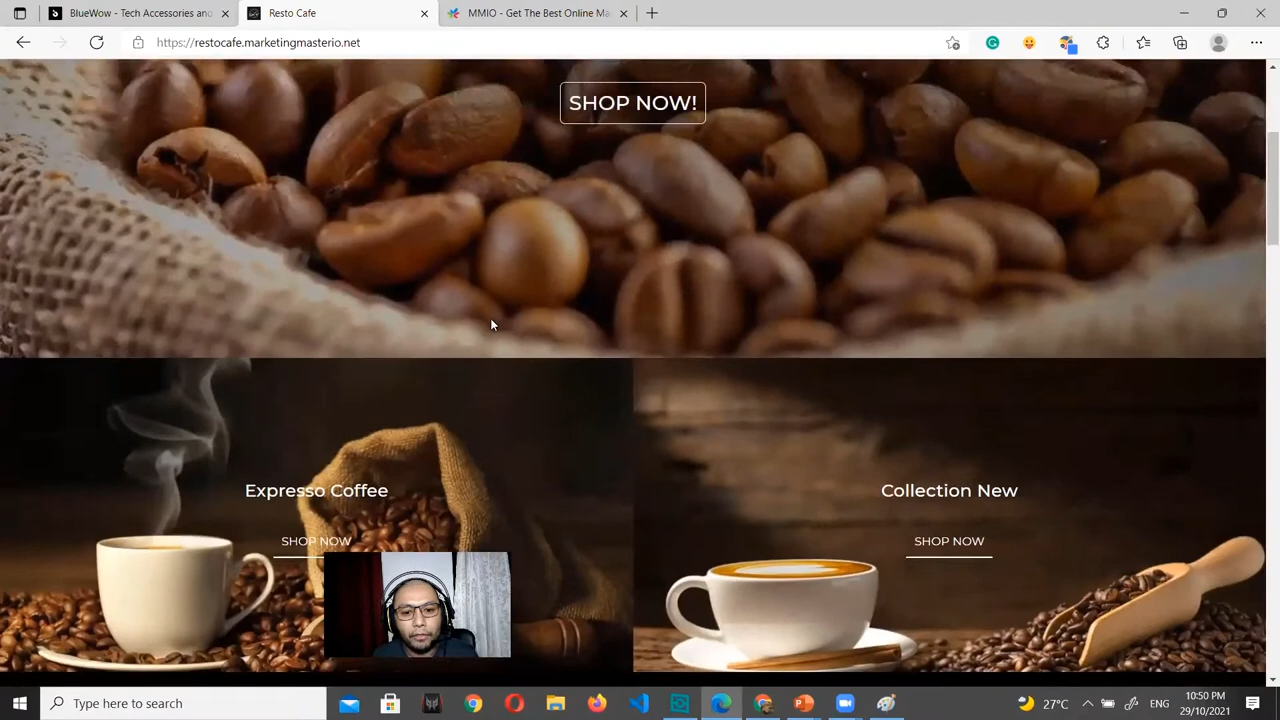 BlueWow - Tech Accessories and
Resto Cafe
MMIO - Get The Best Online Ma
https://restocafe.marketingmasterio.net
SHOP NOW!
Expresso Coffee
SHOP NOW
Collection New
SHOP NOW
Type here to search
27°C
ENG
10:50 PM
29/10/2021